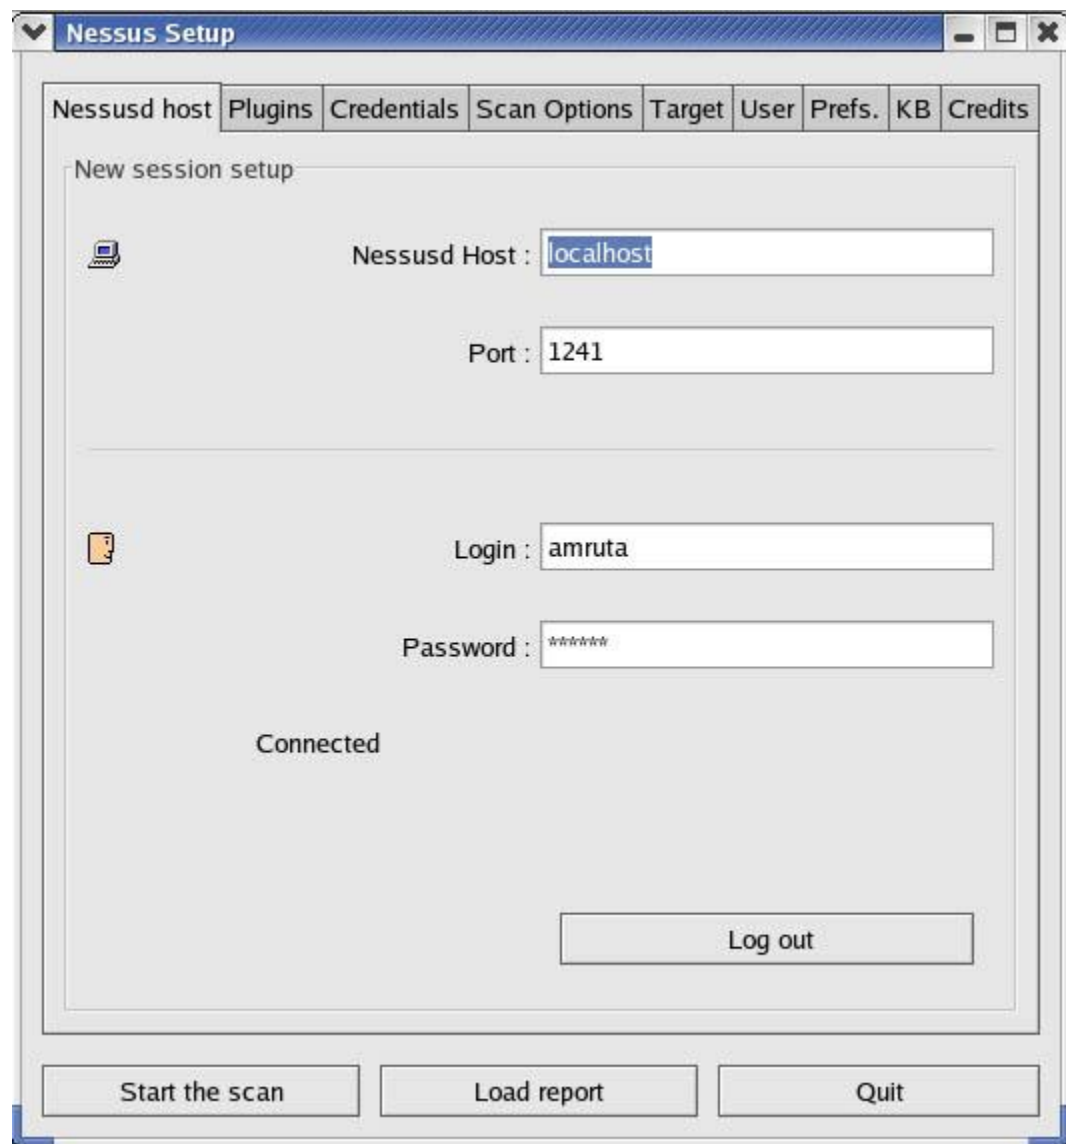 Nessus Setup
Nessusd host Plugins Credentials Scan Options Target User Prefs. KB Credits
New session setup
Nessusd Host : localhost
Port : 1241
Login : amruta
Password : ******
Connected
Log out
Start the scan Load report Quit